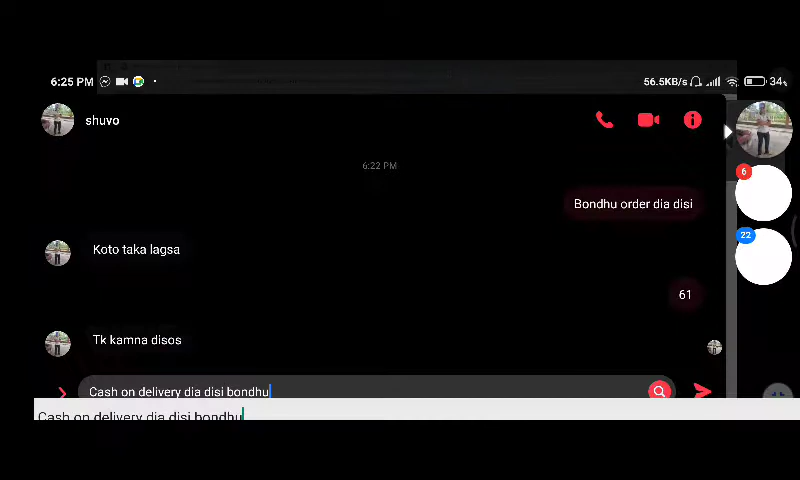 6:25 PM
56.5KB/s
34%
shuvo
6:22 PM
6
Bondhu order dia disi
22
Koto taka lagsa
61
Tk kamna disos
Cash on delivery dia disi bondhu
Cash on delivery dia disi bondhu